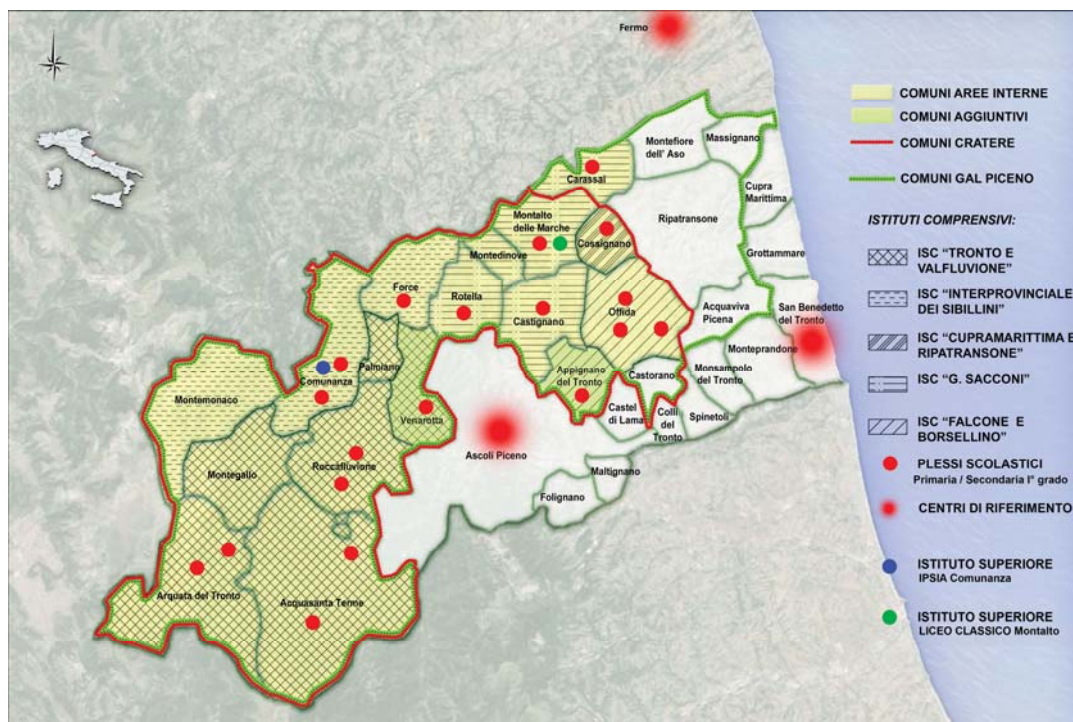 Fermo
Montefiore
dell' Aso
Massignano
Carassai
Cupra
Marittima
Montalto
delle Marche
Ripatransone
Cossignano
Montedinove
Grottammare
Force
Rotella
Castignano
Offida
Acquaviva
Picena
San Benedetto
del Tronto
Monteprandone
Palmiano
Comunanza
Appignano
del Tronto
Castorano
Monsampolo
del Tronto
Montemonaco
Venarotta
Castel
di Lama
Colli
del
Tronto
Spinetoli
Ascoli Piceno
Roccafluvione
Montegallo
Maltignano
Folignano
Arquata del Tronto
Acquasanta Terme
COMUNI AREE INTERNE
COMUNI AGGIUNTIVI
COMUNI CRATERE
COMUNI GAL PICENO
ISTITUTI COMPRENSIVI:
ISC “TRONTO E
VALFLUVIONE”
ISC “INTERPROVINCIALE
DEI SIBILLINI”
ISC “CUPRAMARITTIMA E
RIPATRANSONE”
ISC “G. SACCONI”
ISC “FALCONE E
BORSELLINO”
PLESSI SCOLASTICI
Primaria / Secondaria I° grado
CENTRI DI RIFERIMENTO
ISTITUTO SUPERIORE
IPSIA Comunanza
ISTITUTO SUPERIORE
LICEO CLASSICO Montalto